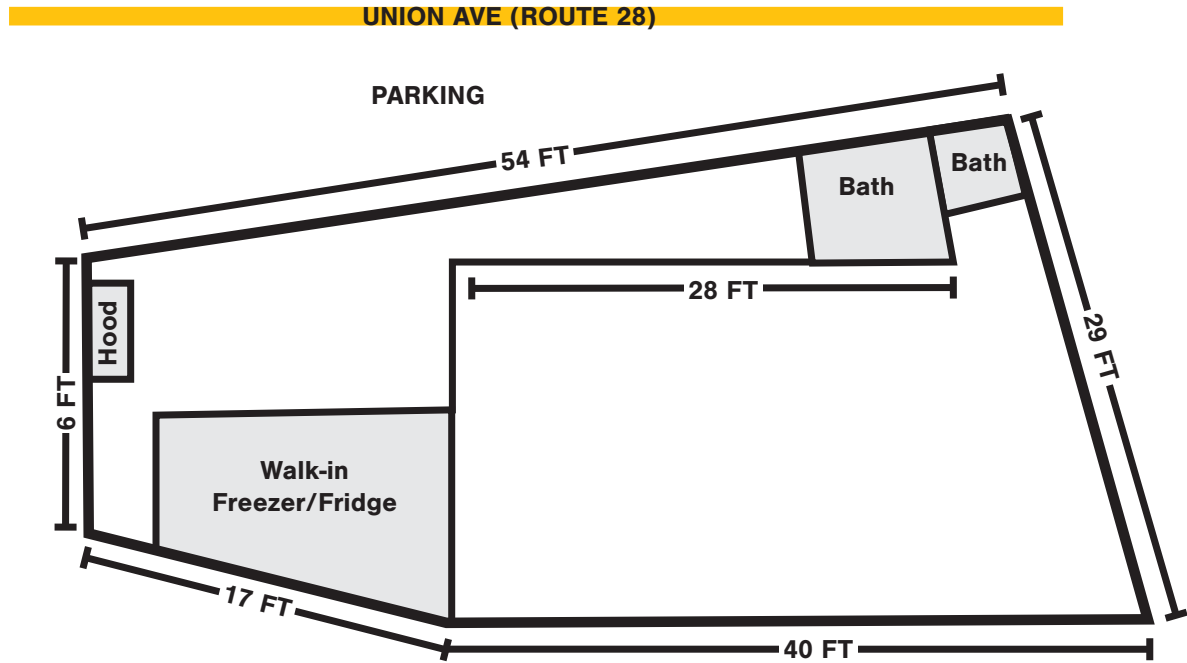 UNION AVE (ROUTE 28)
PARKING
54 FT
Bath
Bath
28 FT
Hood
29 FT
6 FT
Walk-in
Freezer/Fridge
17 FT
40 FT